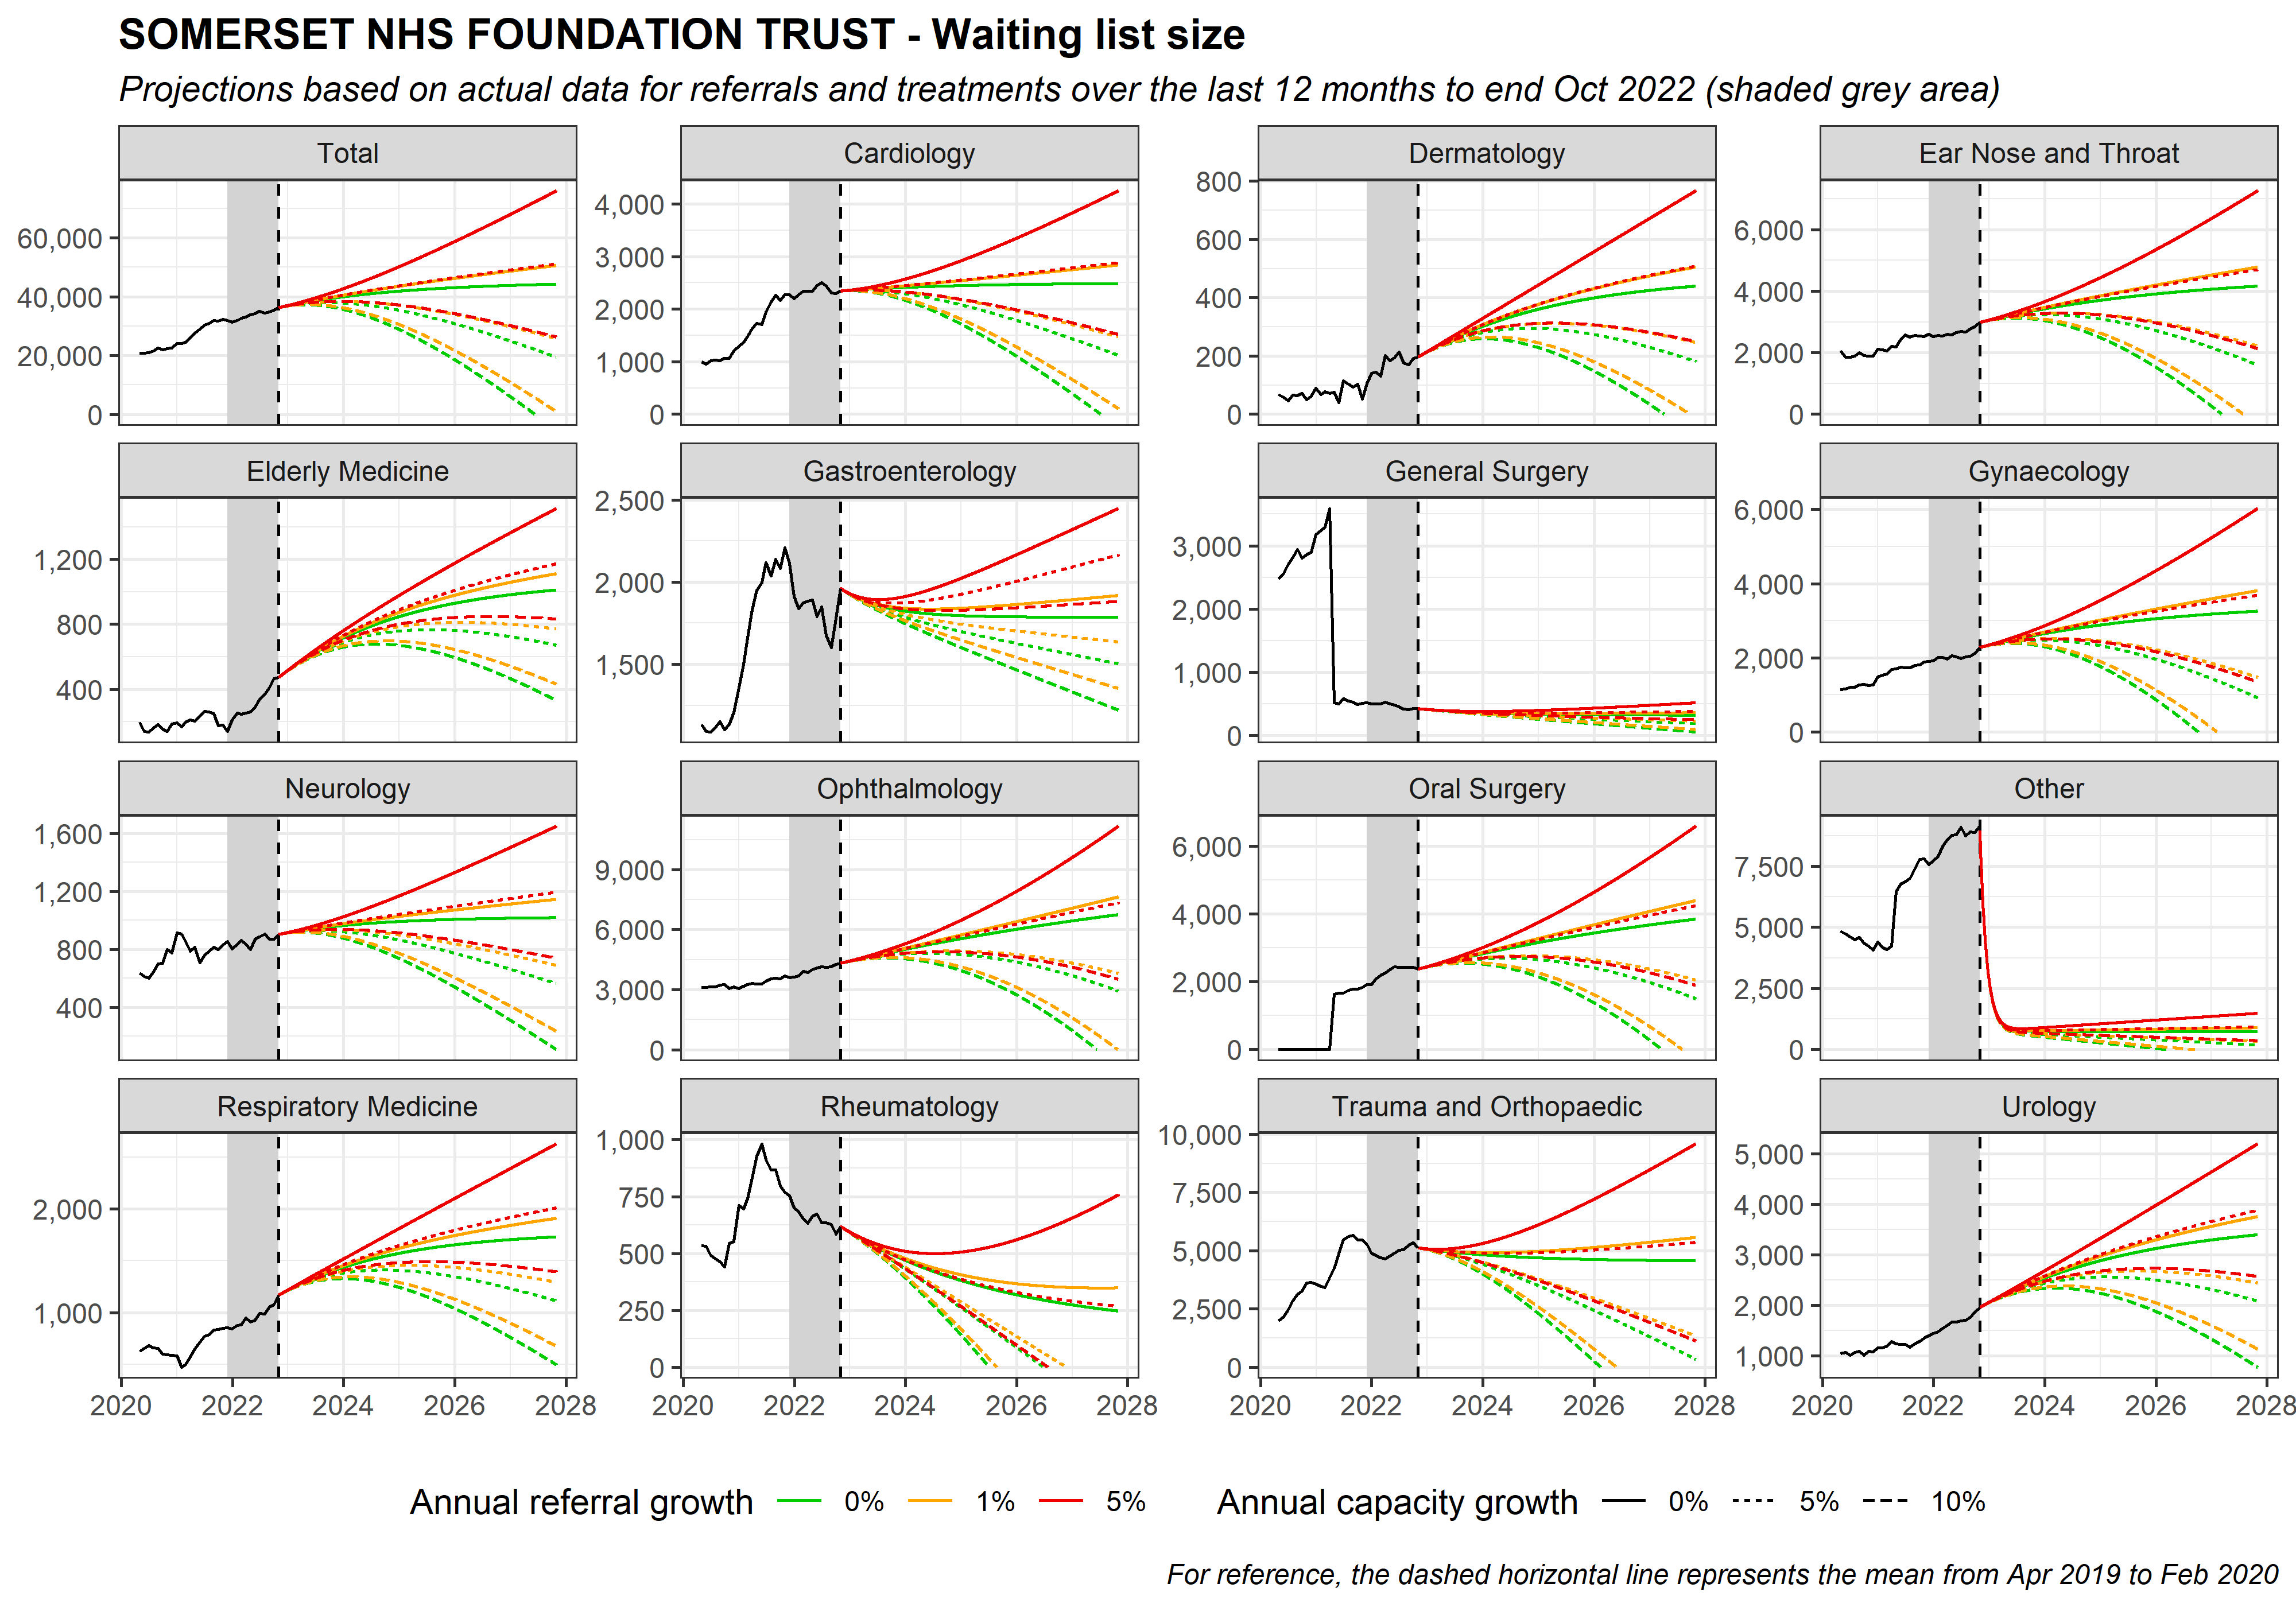 SOMERSET NHS FOUNDATION TRUST - Waiting list size
Projections based on actual data for referrals and treatments over the last 12 months to end Oct 2022 (shaded grey area)
Total
60,000
40,000
20,000
0
Cardiology
4,000
3,000
2,000
1,000
0
Dermatology
800
600
400
200
0
Ear Nose and Throat
6,000
4,000
2,000
0
Elderly Medicine
1,200
800
400
Gastroenterology
2,500
2,000
1,500
General Surgery
3,000
2,000
1,000
0
Gynaecology
6,000
4,000
2,000
0
Neurology
1,600
1,200
800
400
Ophthalmology
9,000
6,000
3,000
0
Oral Surgery
6,000
4,000
2,000
0
Other
7,500
5,000
2,500
0
Respiratory Medicine
2,000
1,000
2020 2022 2024 2026 2028
Rheumatology
1,000
750
500
250
0
2020 2022 2024 2026 2028
Trauma and Orthopaedic
10,000
7,500
5,000
2,500
0
2020 2022 2024 2026 2028
Urology
5,000
4,000
3,000
2,000
1,000
2020 2022 2024 2026 2028
Annual referral growth 0% 1% 5%
Annual capacity growth 0% 5% 10%
For reference, the dashed horizontal line represents the mean from Apr 2019 to Feb 2020